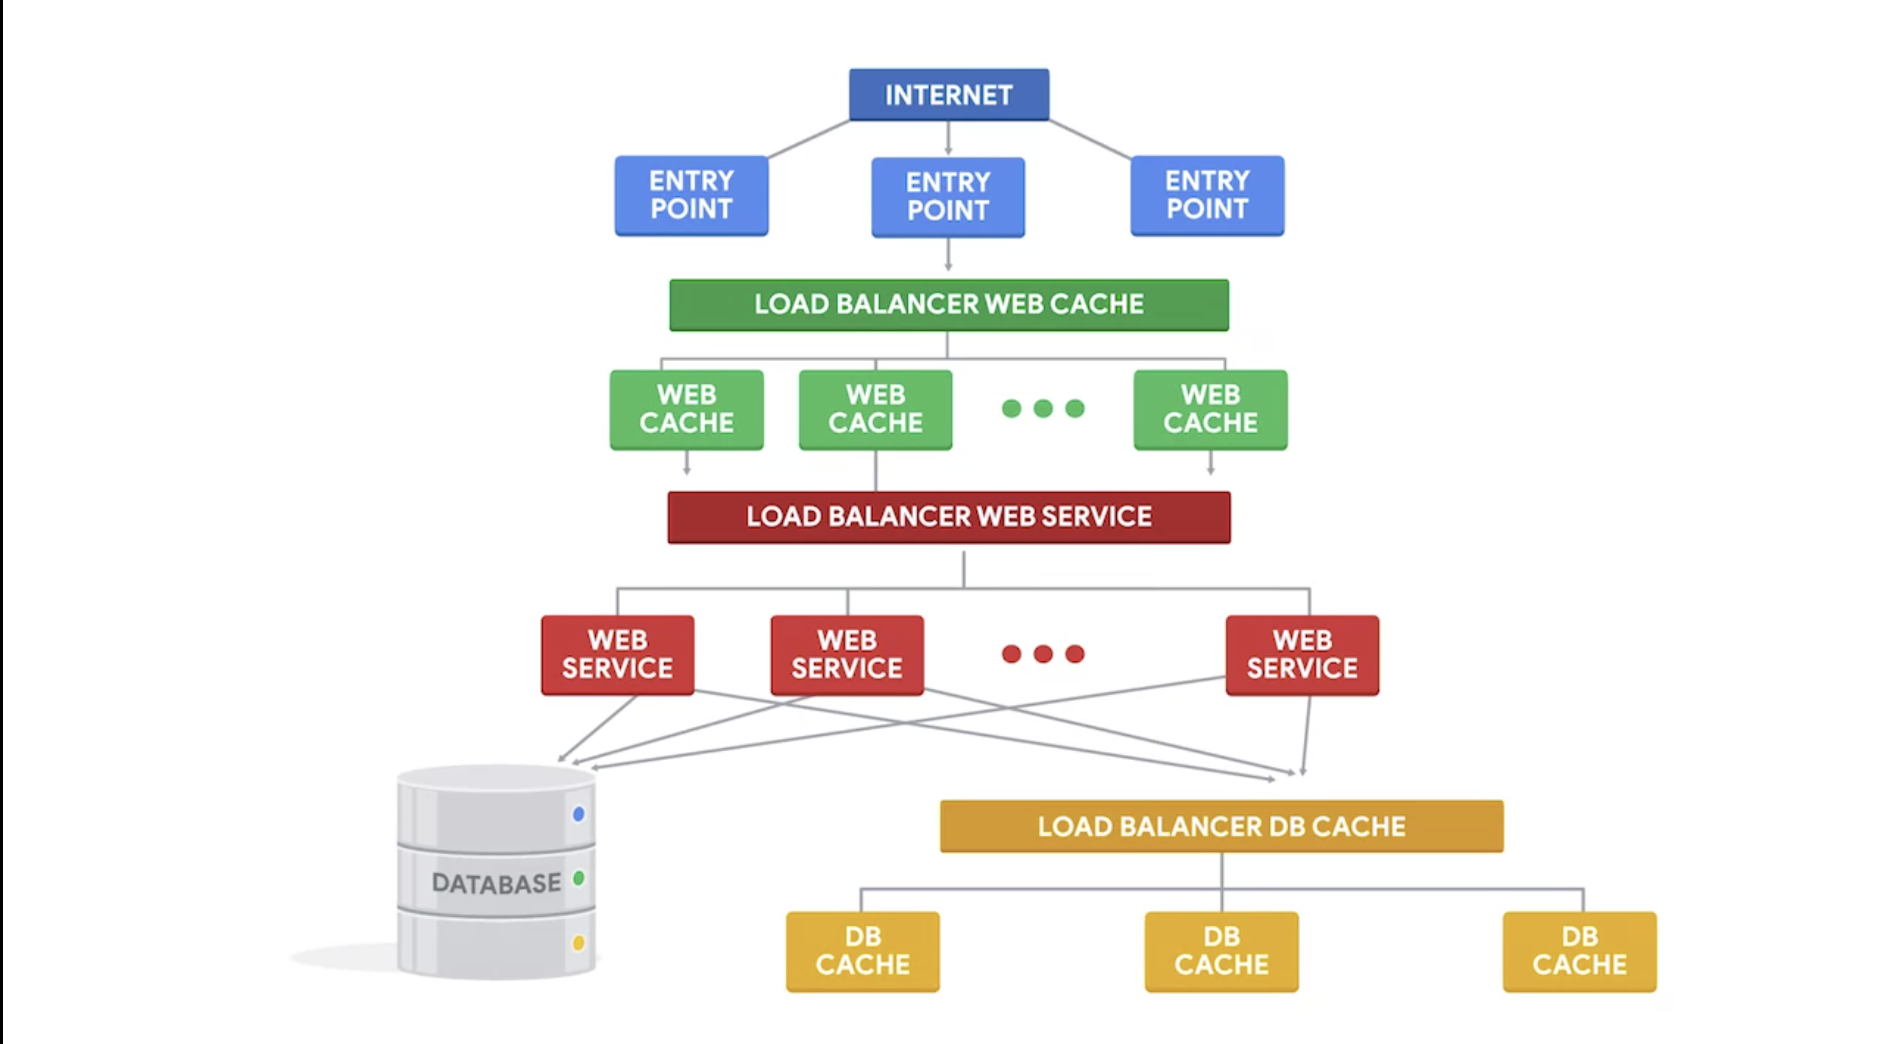 INTERNET
ENTRY
POINT
ENTRY
POINT
ENTRY
POINT
LOAD BALANCER WEB CACHE
WEB
CACHE
WEB
CACHE
WEB
CACHE
LOAD BALANCER WEB SERVICE
WEB
SERVICE
WEB
SERVICE
WEB
SERVICE
DATABASE
LOAD BALANCER DB CACHE
DB
CACHE
DB
CACHE
DB
CACHE